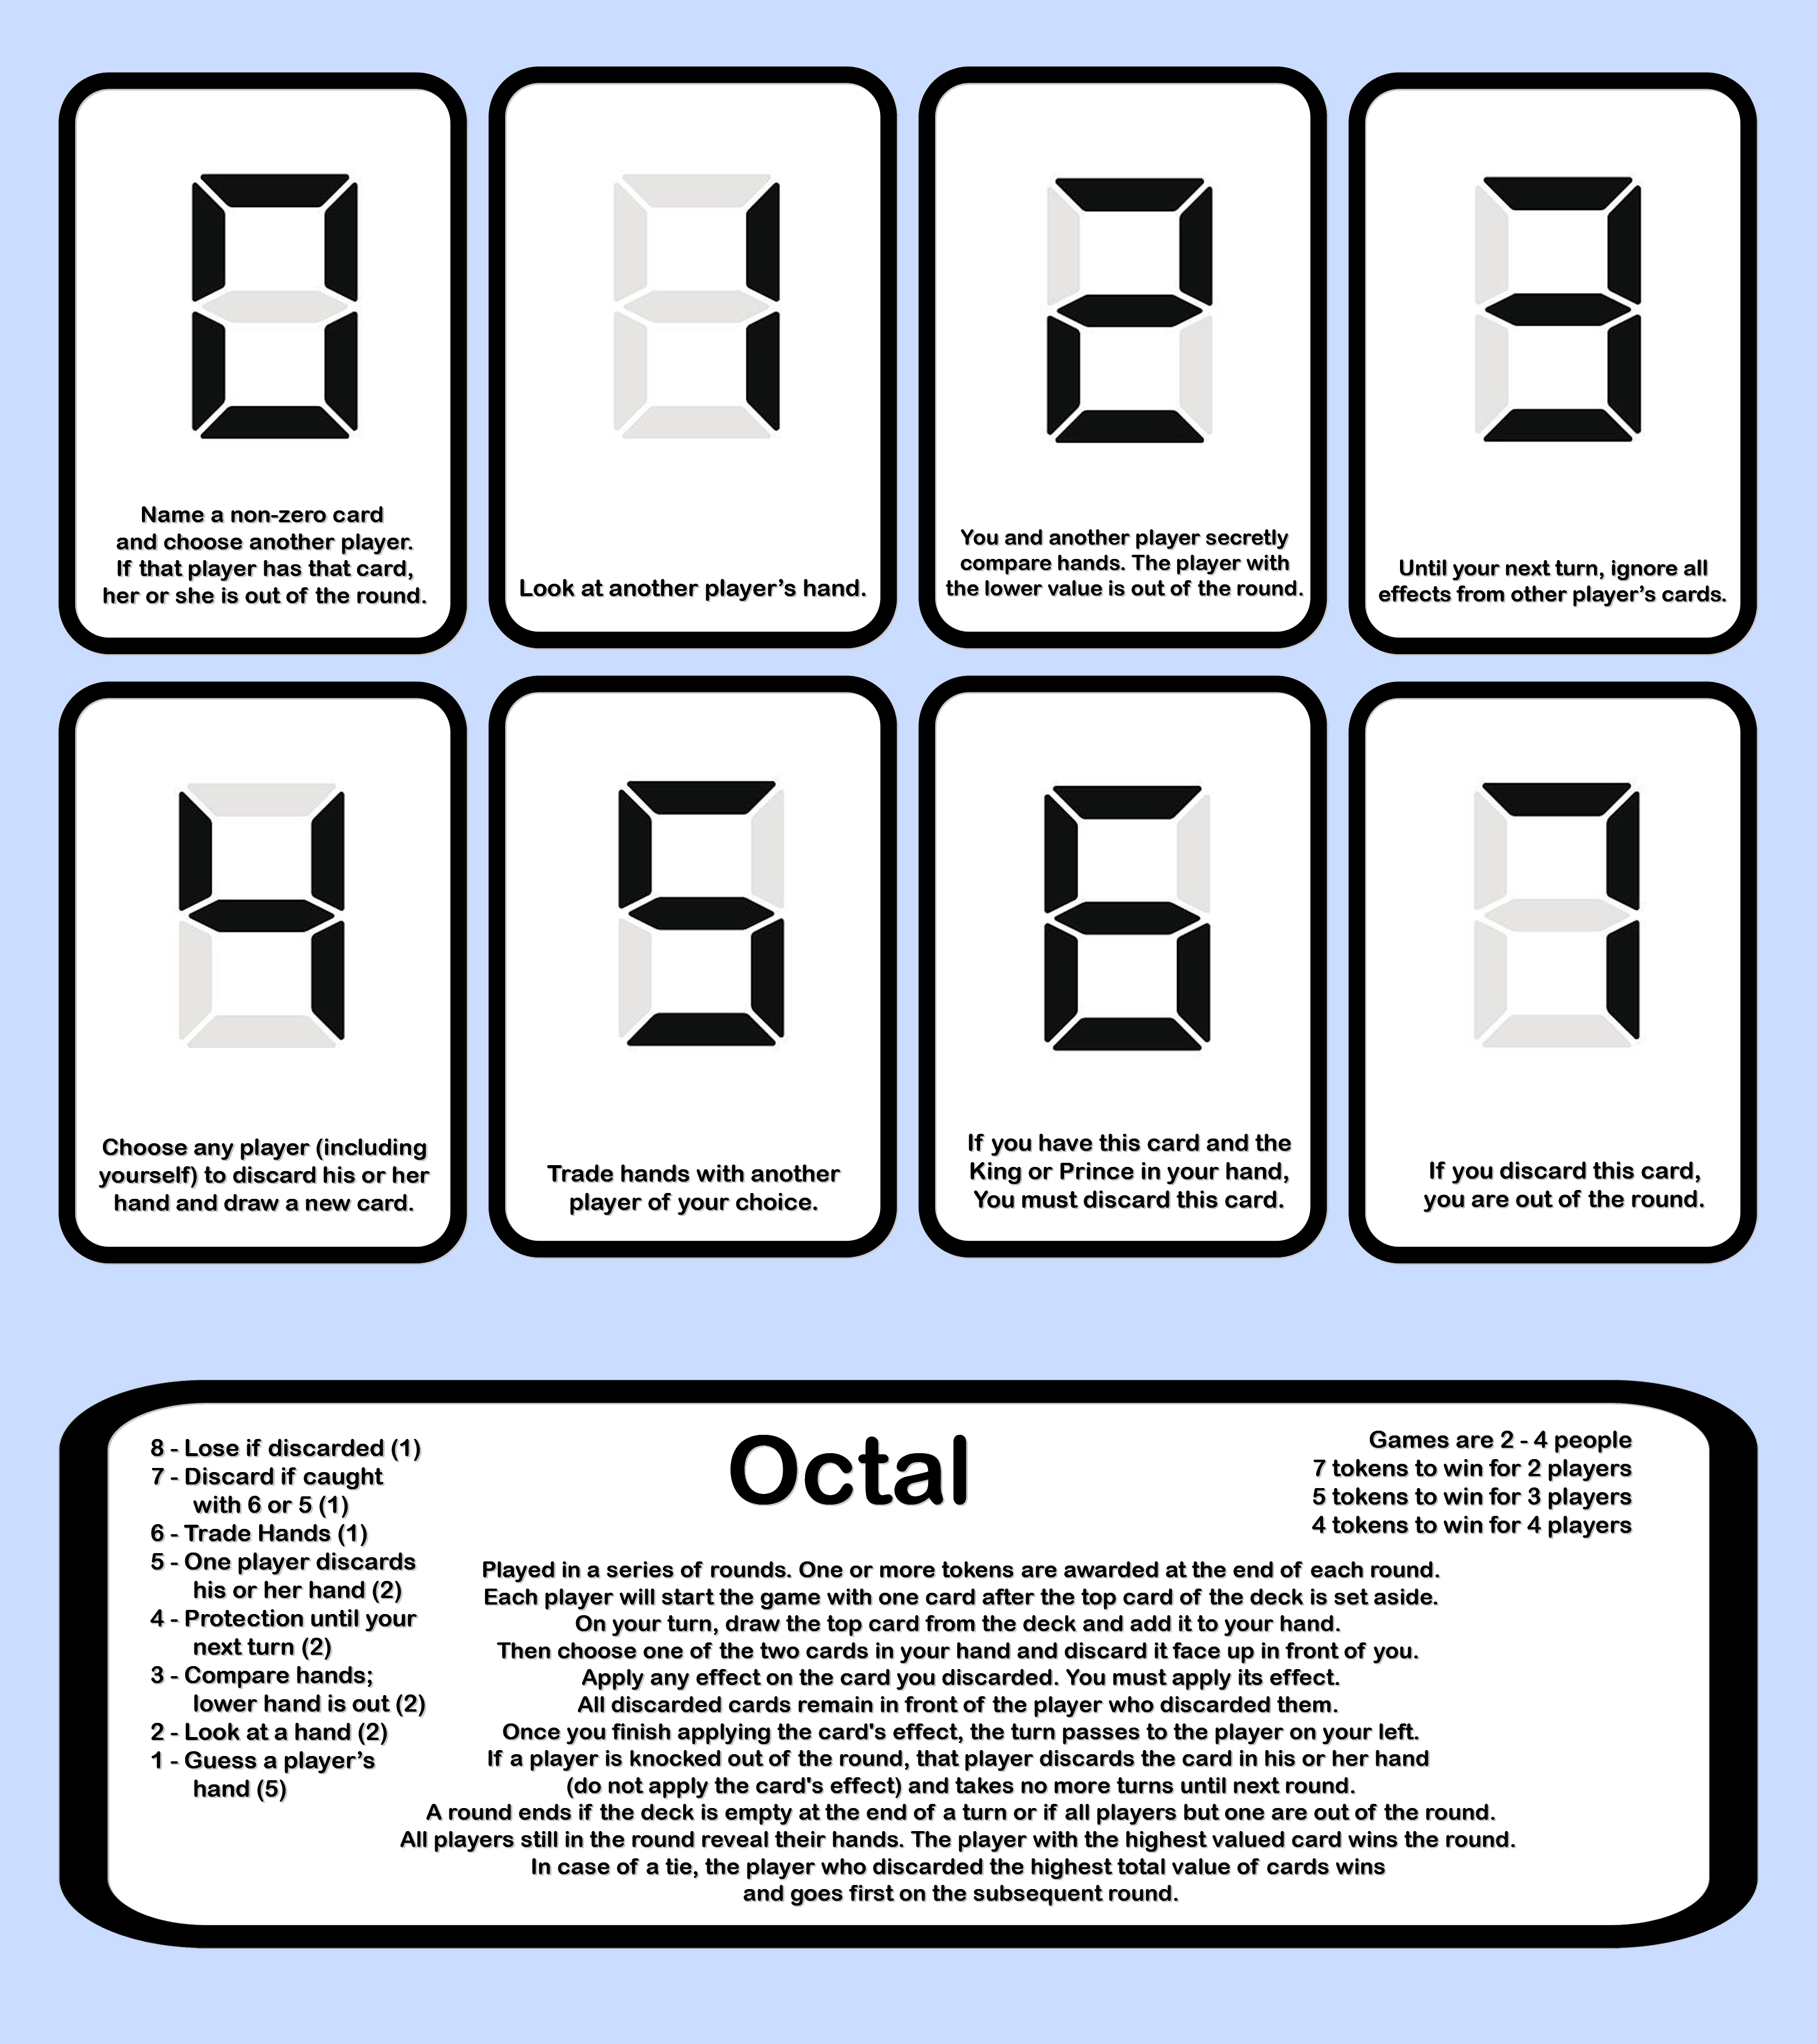 0
Name a non-zero card
and choose another player.
If that player has that card,
her or she is out of the round.
1
Look at another player's hand.
2
You and another player secretly
compare hands. The player with
the lower value is out of the round.
3
Until your next turn, ignore all
effects from other player's cards.
4
Choose any player (including
yourself) to discard his or her
hand and draw a new card.
5
Trade hands with another
player of your choice.
6
If you have this card and the
King or Prince in your hand,
You must discard this card.
7
If you discard this card,
you are out of the round.
8 - Lose if discarded (1)
7 - Discard if caught
with 6 or 5 (1)
6 - Trade Hands (1)
5 - One player discards
his or her hand (2)
4 - Protection until your
next turn (2)
3 - Compare hands;
lower hand is out (2)
2 - Look at a hand (2)
1 - Guess a player's
hand (5)
Octal
Games are 2 - 4 people
7 tokens to win for 2 players
5 tokens to win for 3 players
4 tokens to win for 4 players
Played in a series of rounds. One or more tokens are awarded at the end of each round.
Each player will start the game with one card after the top card of the deck is set aside.
On your turn, draw the top card from the deck and add it to your hand.
Then choose one of the two cards in your hand and discard it face up in front of you.
Apply any effect on the card you discarded. You must apply its effect.
All discarded cards remain in front of the player who discarded them.
Once you finish applying the card's effect, the turn passes to the player on your left.
If a player is knocked out of the round, that player discards the card in his or her hand
(do not apply the card's effect) and takes no more turns until next round.
A round ends if the deck is empty at the end of a turn or if all players but one are out of the round.
All players still in the round reveal their hands. The player with the highest valued card wins the round.
In case of a tie, the player who discarded the highest total value of cards wins
and goes first on the subsequent round.